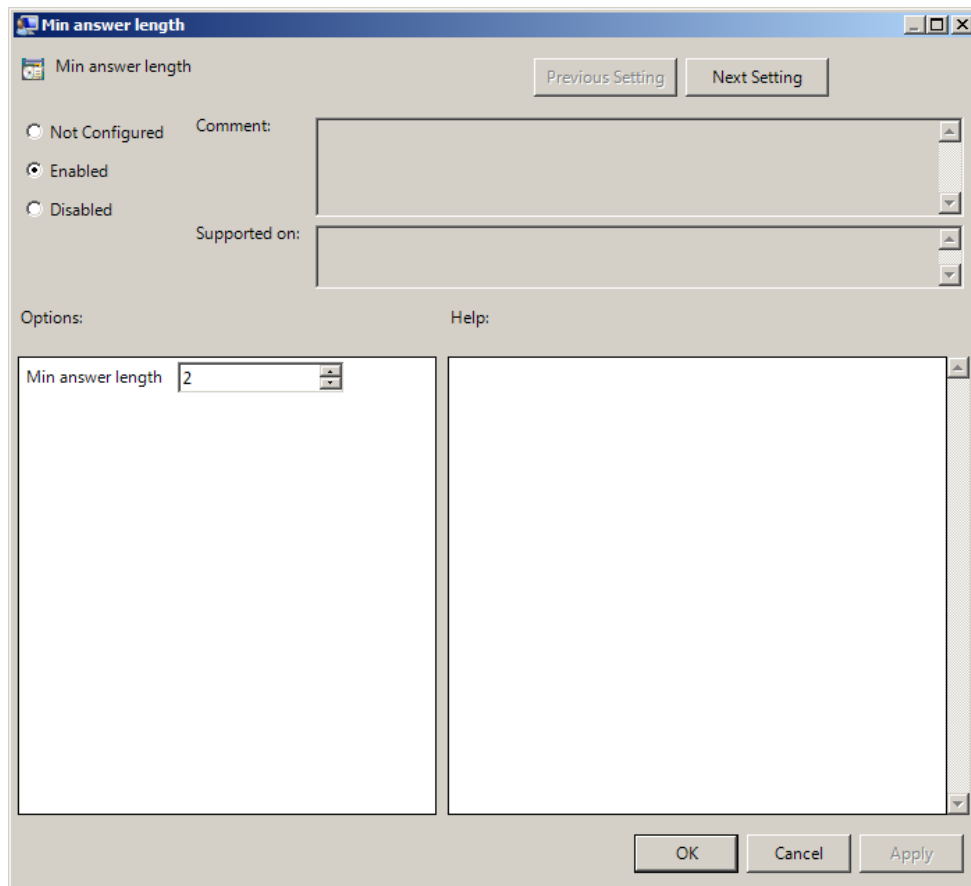 Min answer length
Min answer length
Previous Setting
Next Setting
Not Configured
Comment:
Enabled
Disabled
Supported on:
Options:
Help:
Min answer length 2
OK
Cancel
Apply